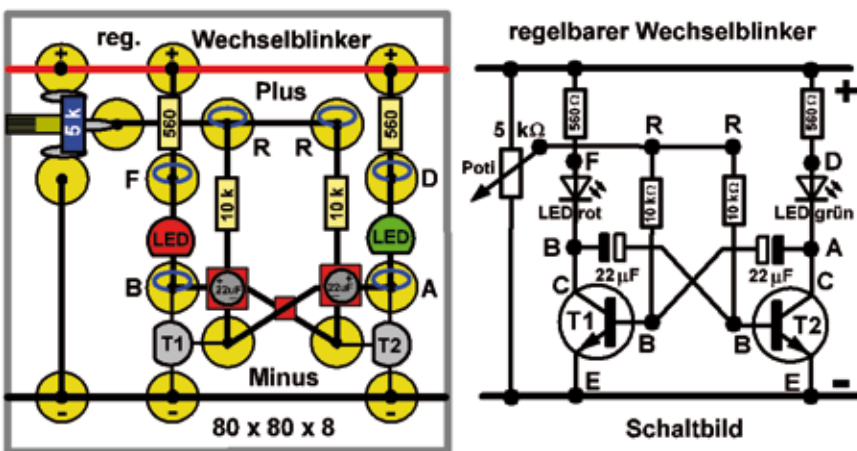 reg. Wechselblinker
+ + +
Plus
5 k
560
560
R R
F
D
10 k
10 k
LED
LED
B
A
+
22uF
-
+
22uF
-
T1
T2
Minus
- - -
80 x 80 x 8
regelbarer Wechselblinker
+
560 Ω
560 Ω
5 kΩ
R R
Poti
F
D
LED rot
LED grün
10 kΩ
10 kΩ
B
A
22 µF
22 µF
C
C
T1
T2
B
B
E
E
-
Schaltbild